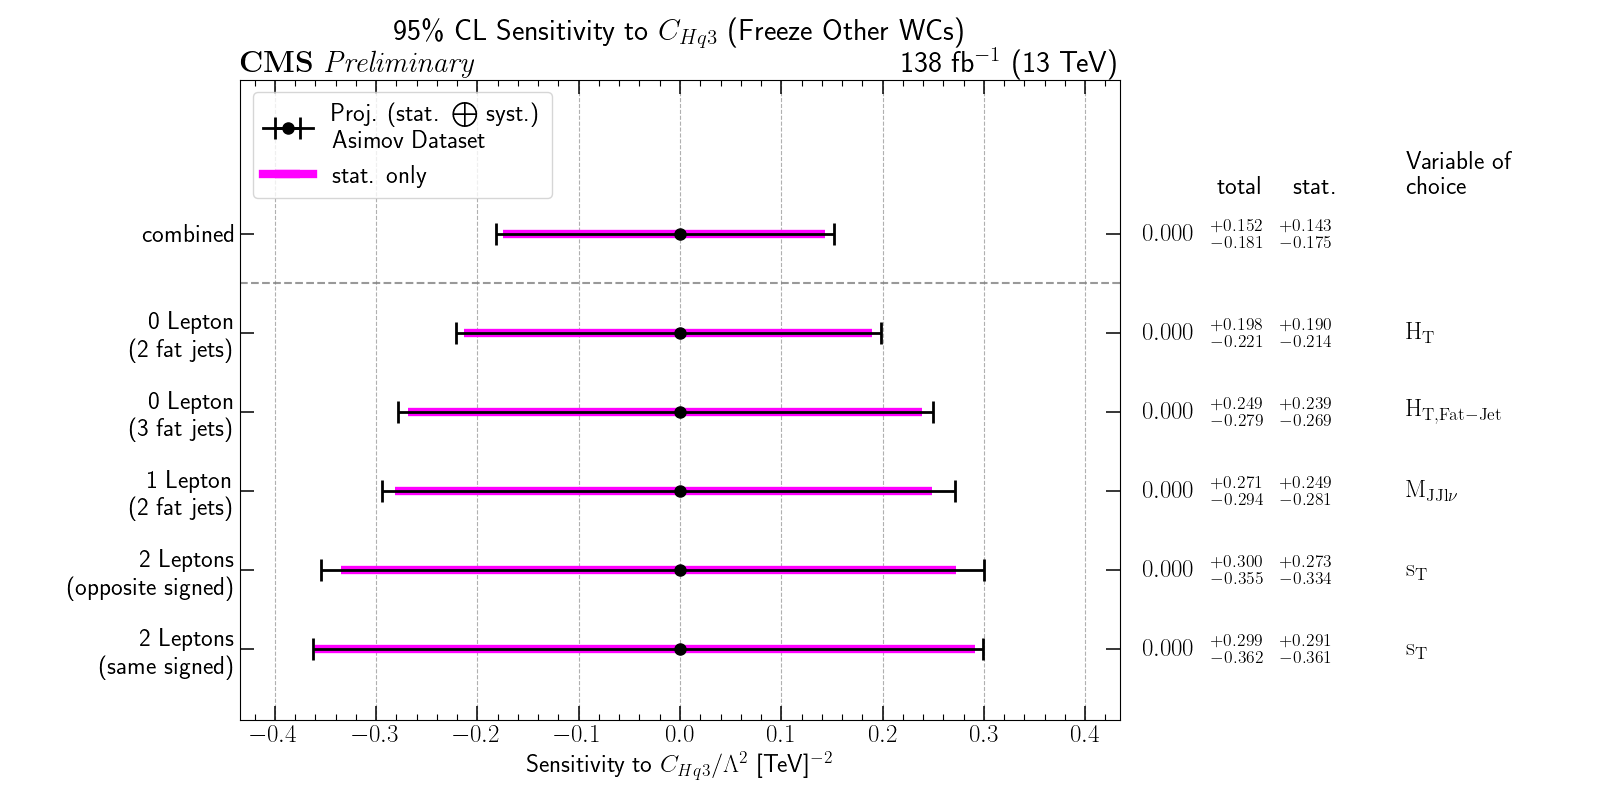 95% CL Sensitivity to C_{Hq3} (Freeze Other WCs)
CMS Preliminary 138 fb⁻¹ (13 TeV)
Proj. (stat. ⨁ syst.)
Asimov Dataset
stat. only
total stat. Variable of
choice
combined 0.000 +0.152 −0.181 +0.143 −0.175
0 Lepton
(2 fat jets) 0.000 +0.198 −0.221 +0.190 −0.214 H_T
0 Lepton
(3 fat jets) 0.000 +0.249 −0.279 +0.239 −0.269 H_{T,Fat−Jet}
1 Lepton
(2 fat jets) 0.000 +0.271 −0.294 +0.249 −0.281 M_{JJlν}
2 Leptons
(opposite signed) 0.000 +0.300 −0.355 +0.273 −0.334 s_T
2 Leptons
(same signed) 0.000 +0.299 −0.362 +0.291 −0.361 s_T
−0.4 −0.3 −0.2 −0.1 0.0 0.1 0.2 0.3 0.4
Sensitivity to C_{Hq3}/Λ² [TeV]⁻²